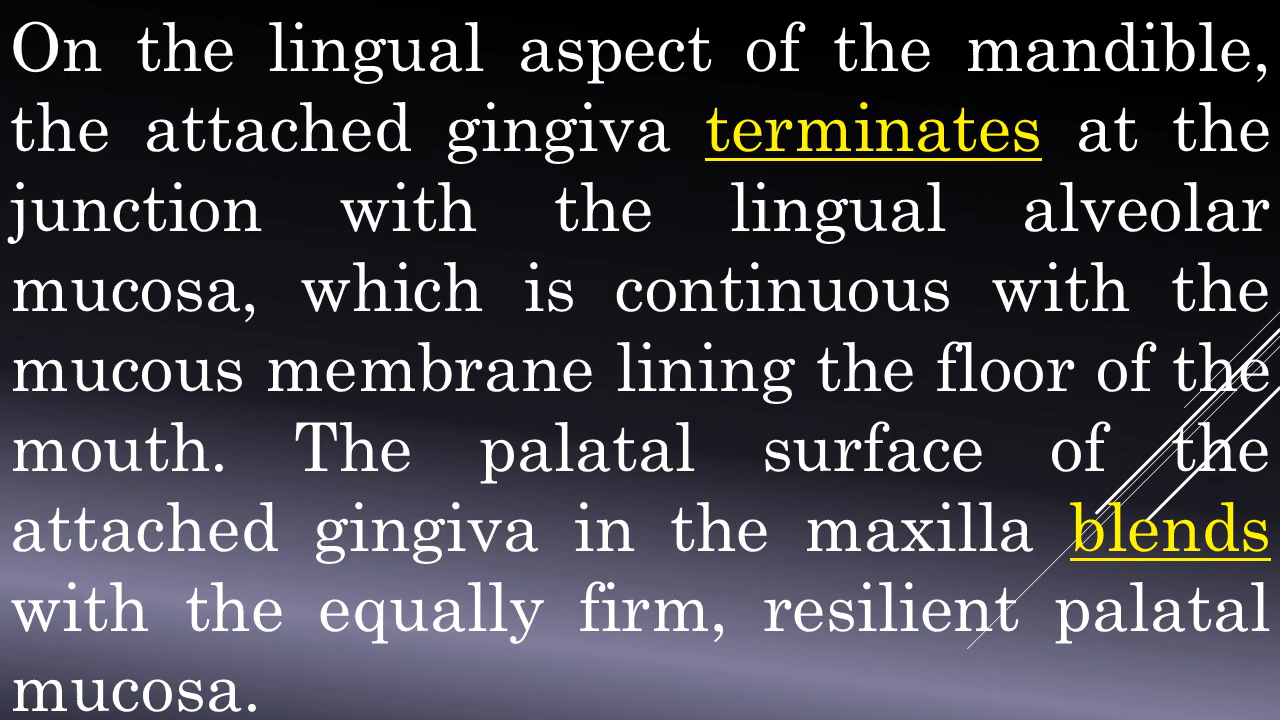 On the lingual aspect of the mandible,
the attached gingiva terminates at the
junction with the lingual alveolar
mucosa, which is continuous with the
mucous membrane lining the floor of the
mouth. The palatal surface of the
attached gingiva in the maxilla blends
with the equally firm, resilient palatal
mucosa.